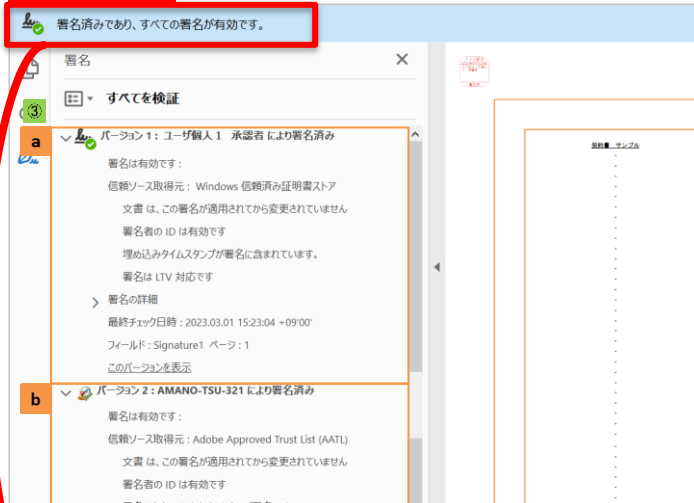 署名済みであり、すべての署名が有効です。
署名
すべてを検証
③
a
バージョン 1 : ユーザ個人 1 承認者 により署名済み
署名は有効です :
信頼ソース取得元 : Windows 信頼済み証明書ストア
文書 は、この署名が適用されてから変更されていません
署名者の ID は有効です
埋め込みタイムスタンプが署名に含まれています。
署名は LTV 対応です
署名の詳細
最終チェック日時 : 2023.03.01 15:23:04 +09'00'
フィールド : Signature1 ページ : 1
このバージョンを表示
b
バージョン 2 : AMANO-TSU-321 により署名済み
署名は有効です :
信頼ソース取得元 : Adobe Approved Trust List (AATL)
文書 は、この署名が適用されてから変更されていません
署名者の ID は有効です
契約書 サンプル